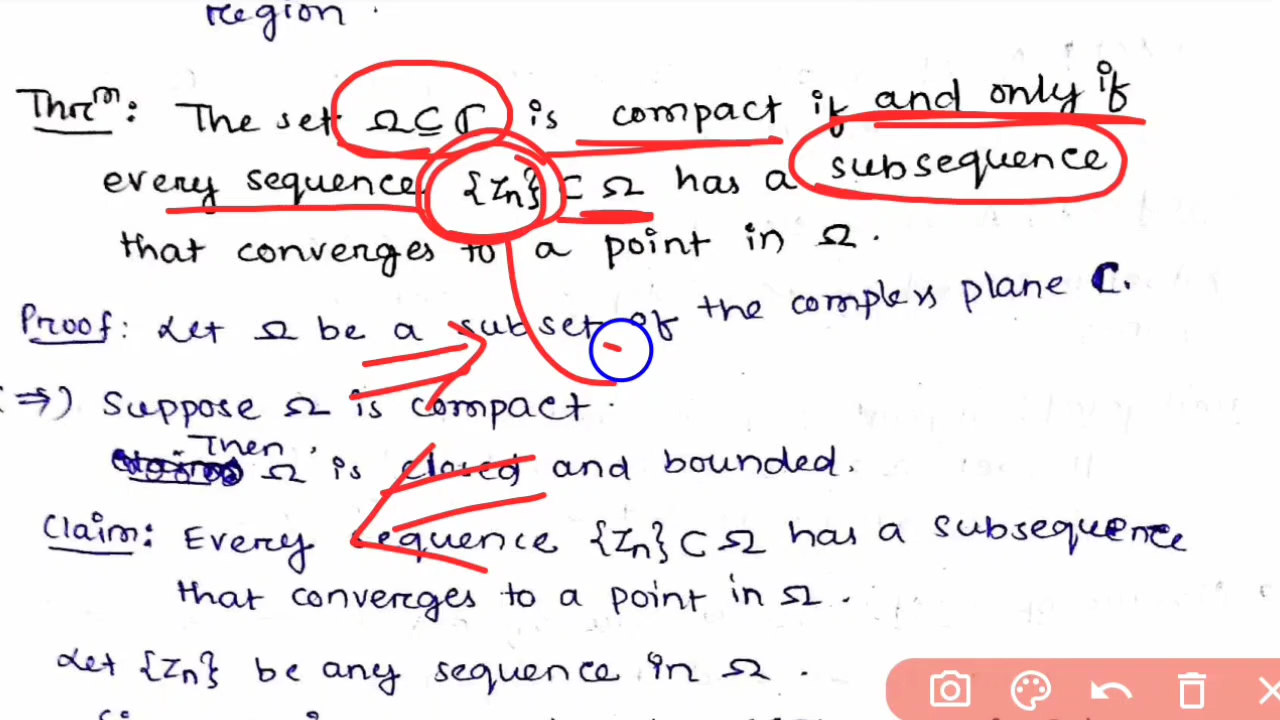 region.
Thrᵐ: The set Ω ⊆ ℂ is compact if and only if
every sequence {zn} ⊂ Ω has a subsequence
that converges to a point in Ω.
Proof: Let Ω be a subset of the complex plane ℂ.
(⇒) Suppose Ω is compact.
Then Ω is closed and bounded.
Claim: Every sequence {zn} ⊂ Ω has a subsequence
that converges to a point in Ω.
Let {zn} be any sequence in Ω.